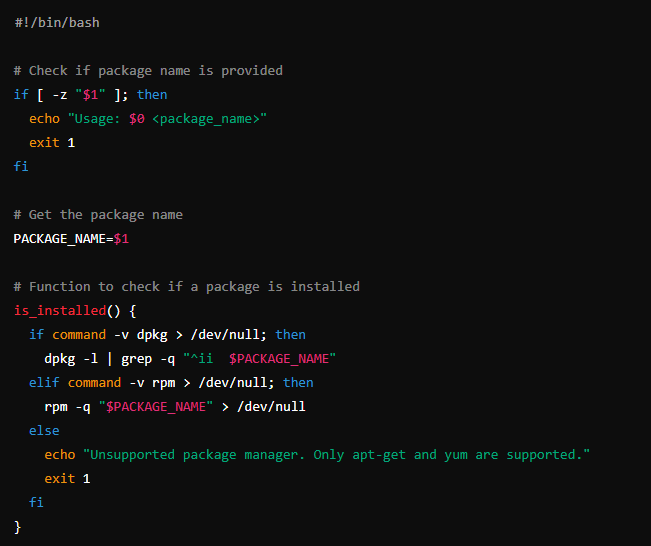 #!/bin/bash

# Check if package name is provided
if [ -z "$1" ]; then
  echo "Usage: $0 <package_name>"
  exit 1
fi

# Get the package name
PACKAGE_NAME=$1

# Function to check if a package is installed
is_installed() {
  if command -v dpkg > /dev/null; then
    dpkg -l | grep -q "^ii  $PACKAGE_NAME"
  elif command -v rpm > /dev/null; then
    rpm -q "$PACKAGE_NAME" > /dev/null
  else
    echo "Unsupported package manager. Only apt-get and yum are supported."
    exit 1
  fi
}